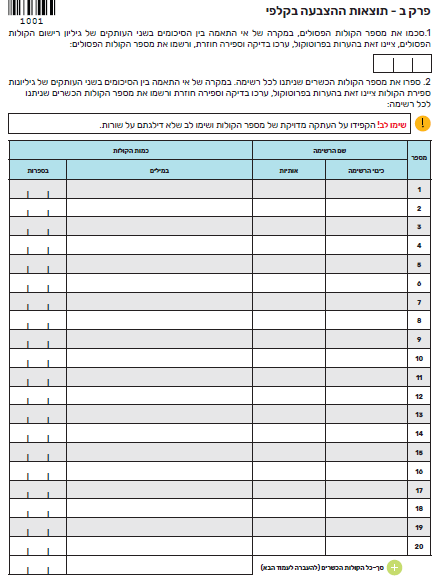 1001
פרק ב - תוצאות ההצבעה בקלפי
1.סכמו את מספר הקולות הפסולים, במקרה של אי התאמה בין הסיכומים בשני העותקים של גיליון רישום הקולות
הפסולים, ציינו זאת בהערות בפרוטוקול, ערכו בדיקה וספירה חוזרת, ורשמו את מספר הקולות הפסולים:
2. ספרו את מספר הקולות הכשרים שניתנו לכל רשימה. במקרה של אי התאמה בין הסיכומים בשני העותקים של גיליונות
ספירת הקולות ציינו זאת בהערות בפרוטוקול, ערכו בדיקה וספירה חוזרת ורשמו את מספר הקולות הכשרים שניתנו
לכל רשימה:
שימו לב! הקפידו על העתקה מדויקת של מספר הקולות ושימו לב שלא דילגתם על שורות.
מספר שם הרשימה כמות הקולות
כינוי הרשימה אותיות במילים בספרות
1
2
3
4
5
6
7
8
9
10
11
12
13
14
15
16
17
18
19
20
סך-כל הקולות הכשרים (להעברה לעמוד הבא)